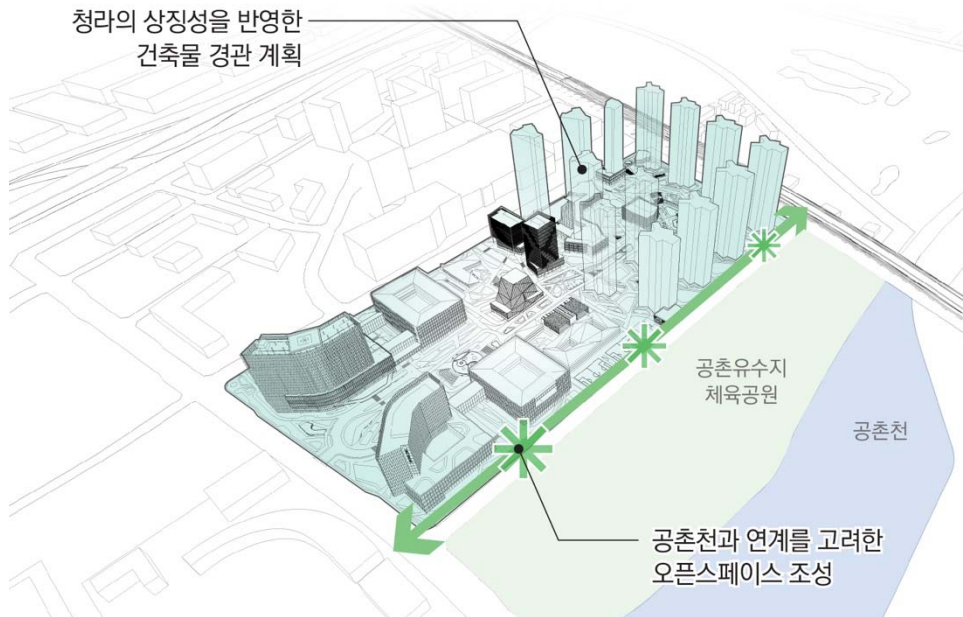 청라의 상징성을 반영한
건축물 경관 계획
공촌유수지
체육공원
공촌천
공촌천과 연계를 고려한
오픈스페이스 조성